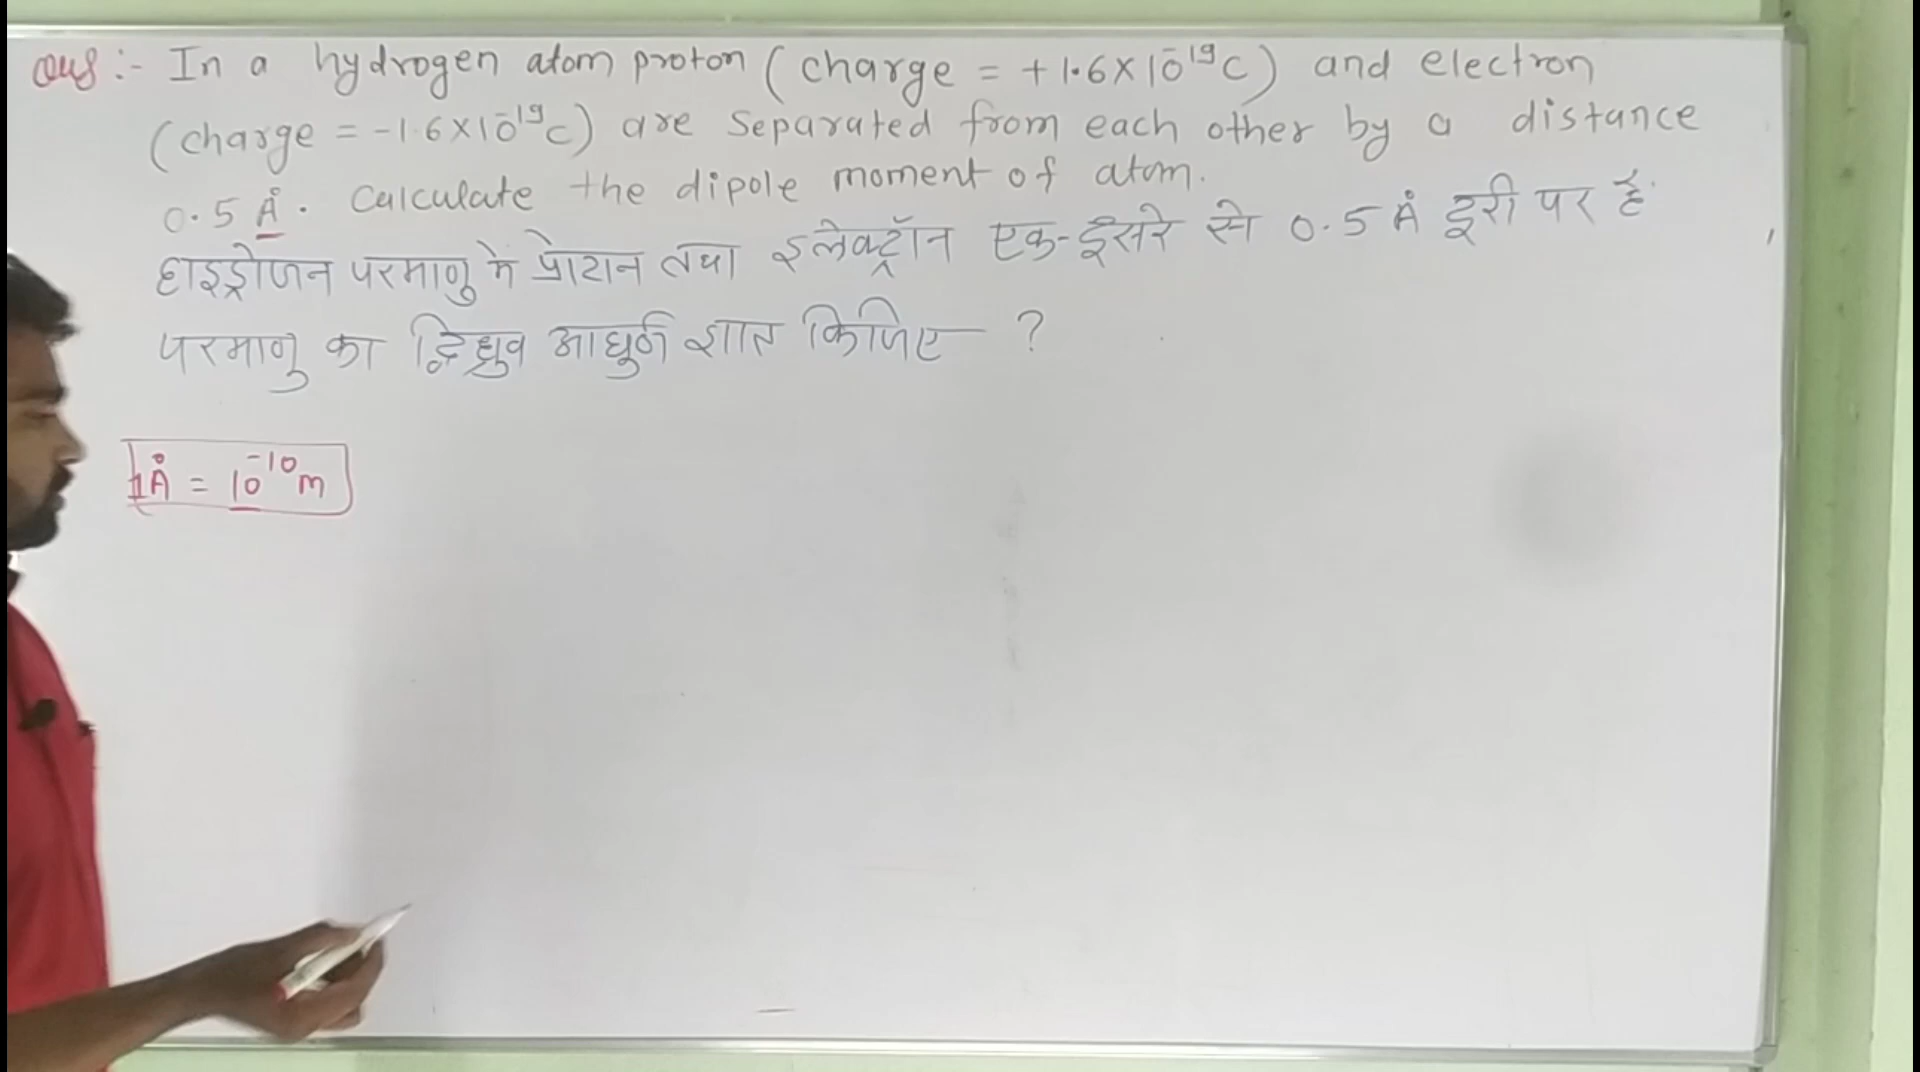 Ques :- In a hydrogen atom proton ( charge = +1.6×10⁻¹⁹C ) and electron
(charge = -1.6×10⁻¹⁹C) are separated from each other by a distance
0.5 Å. Calculate the dipole moment of atom.
हाइड्रोजन परमाणु में प्रोटान तथा इलेक्ट्रॉन एक-दूसरे से 0.5 Å दूरी पर है
परमाणु का द्विध्रुव आघूर्ण ज्ञात किजिए ?
1Å = 10⁻¹⁰m